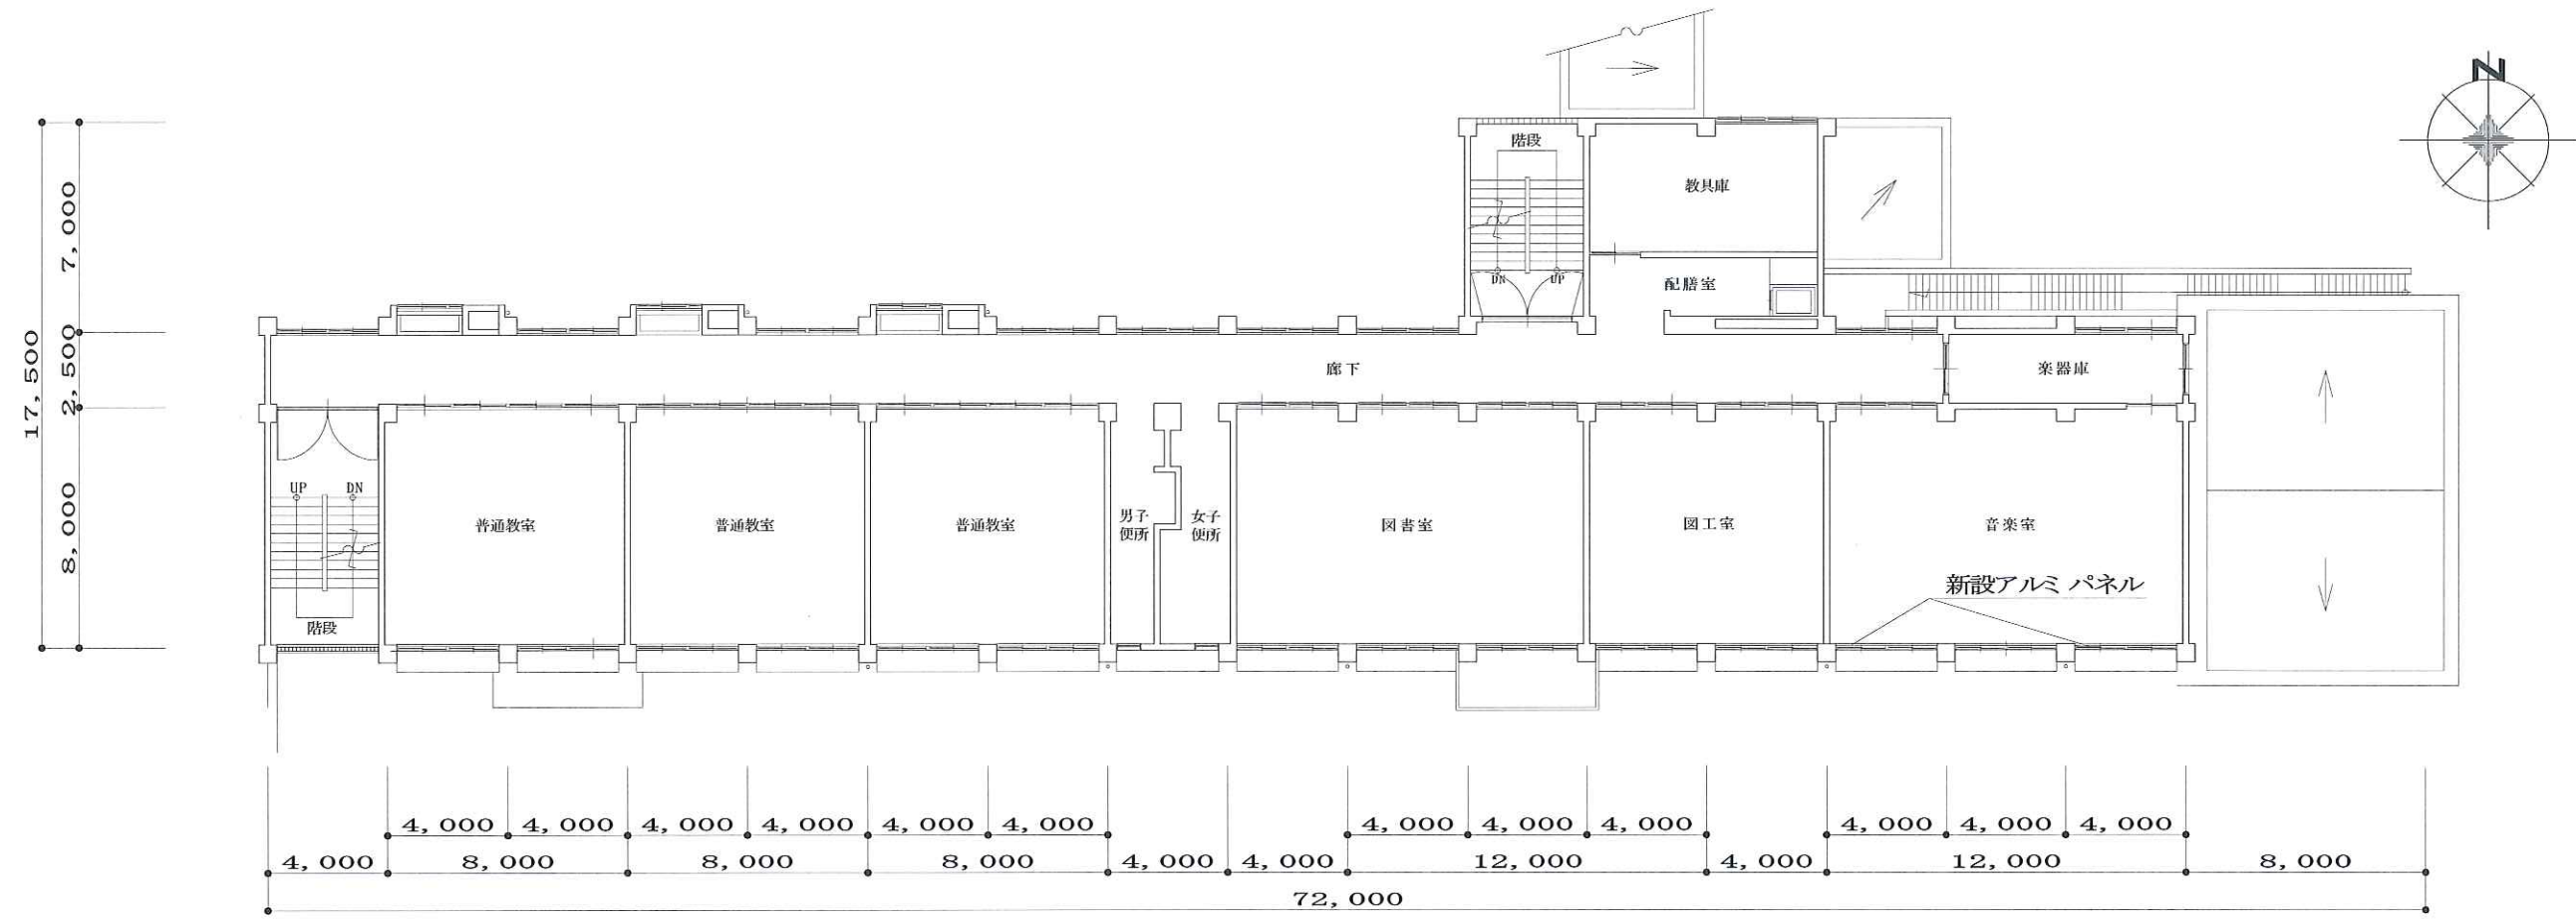 N
階段
教具庫
DN
UP
配膳室
廊下
楽器庫
UP
DN
階段
普通教室
普通教室
普通教室
男子
便所
女子
便所
図書室
図工室
音楽室
新設アルミパネル
17,500
7,000
2,500
8,000
4,000 4,000 4,000 4,000 4,000 4,000 4,000 4,000 4,000 4,000 4,000 4,000
4,000 8,000 8,000 8,000 4,000 4,000 12,000 4,000 12,000 8,000
72,000